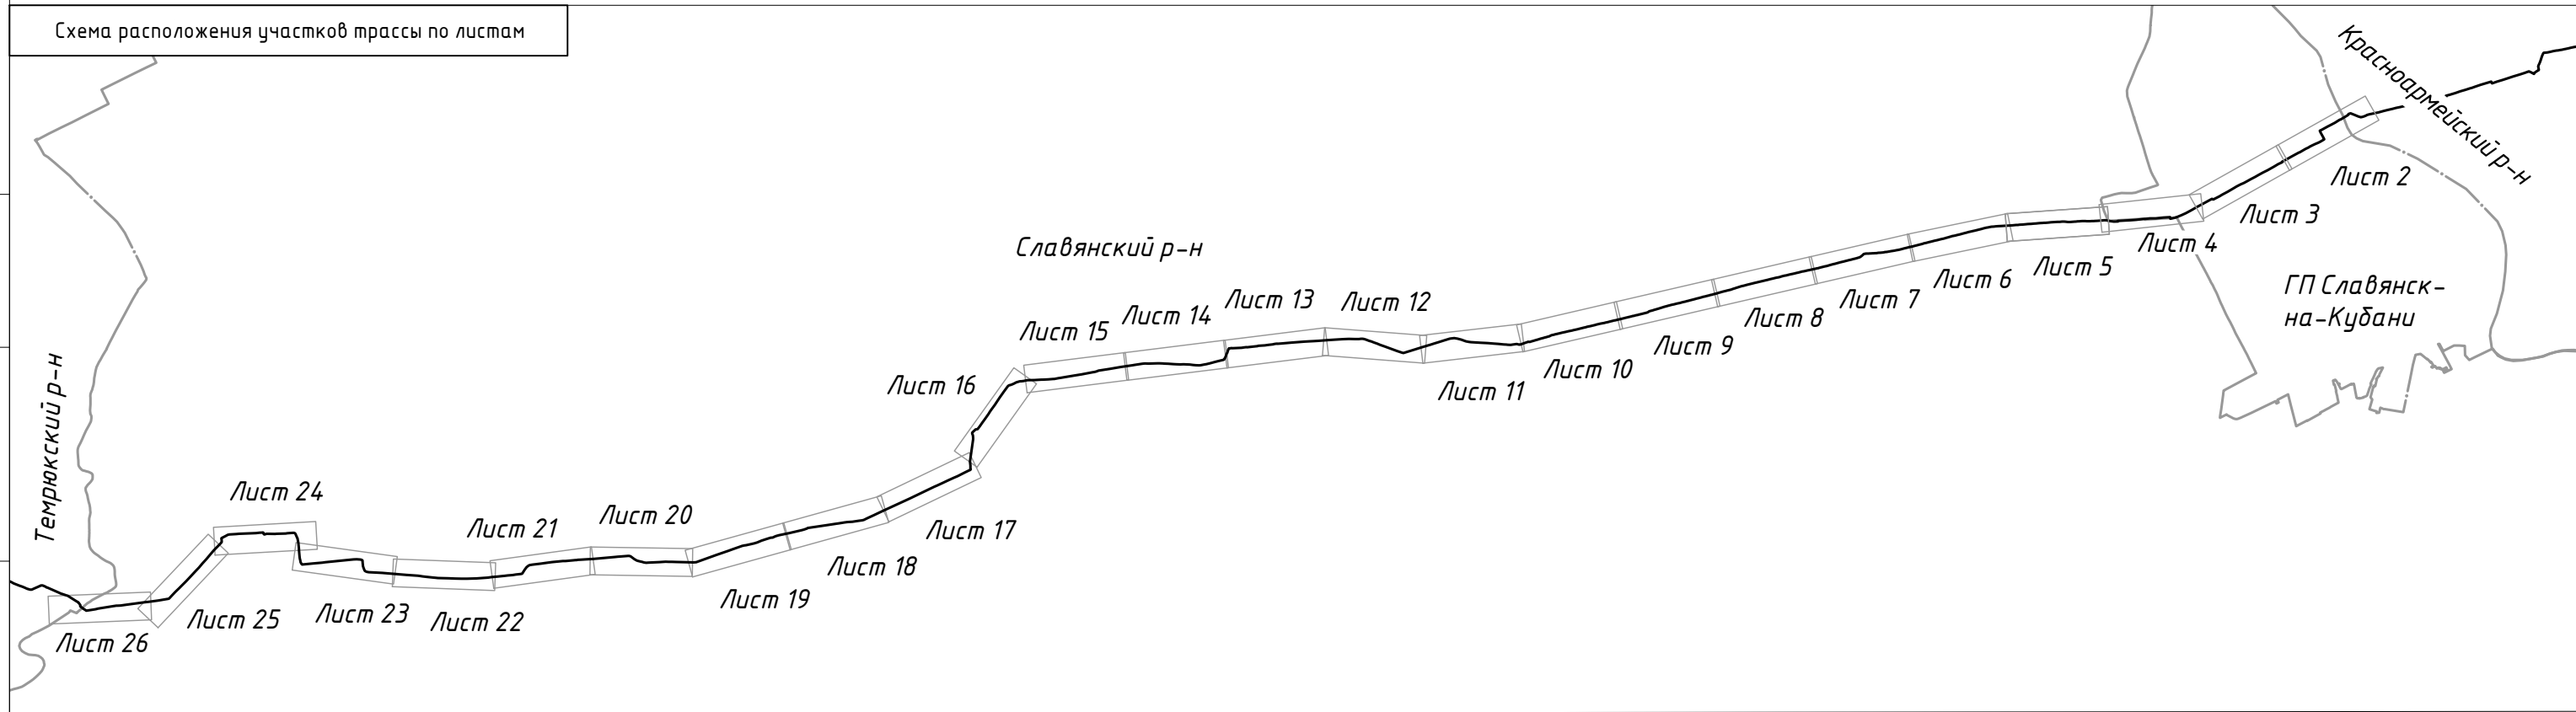 Схема расположения участков трассы по листам
Красноармейский р-н
Лист 2
Лист 3
Лист 4
ГП Славянск-
на-Кубани
Лист 5
Лист 6
Лист 7
Лист 8
Лист 9
Лист 10
Лист 11
Лист 12
Лист 13
Лист 14
Лист 15
Славянский р-н
Лист 16
Лист 17
Лист 18
Лист 19
Лист 20
Лист 21
Лист 22
Лист 23
Лист 24
Лист 25
Лист 26
Темрюкский р-н